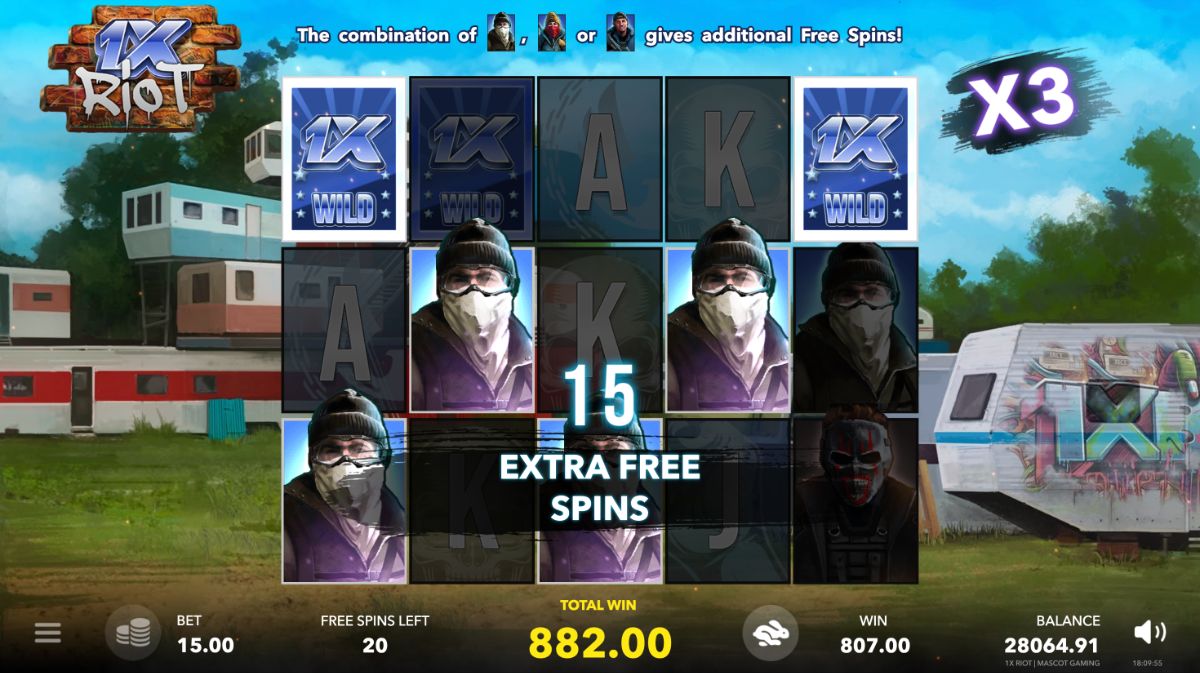 1X
RIOT
The combination of , or gives additional Free Spins!
X3
1X
WILD
1X
WILD
A
K
1X
WILD
A
K
15
EXTRA FREE
SPINS
K
J
TOTAL WIN
882.00
BET
15.00
FREE SPINS LEFT
20
WIN
807.00
BALANCE
28064.91
1X RIOT | MASCOT GAMING
18:09:55